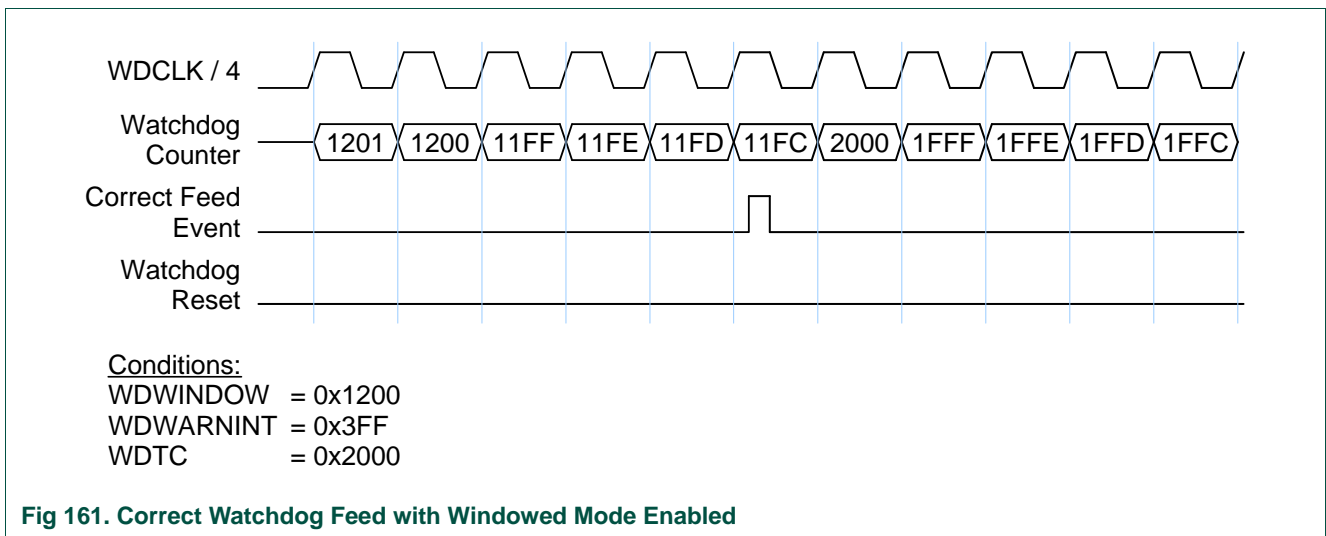 WDCLK / 4
Watchdog
Counter
1201 1200 11FF 11FE 11FD 11FC 2000 1FFF 1FFE 1FFD 1FFC
Correct Feed
Event
Watchdog
Reset
Conditions:
WDWINDOW = 0x1200
WDWARNINT = 0x3FF
WDTC = 0x2000
Fig 161. Correct Watchdog Feed with Windowed Mode Enabled